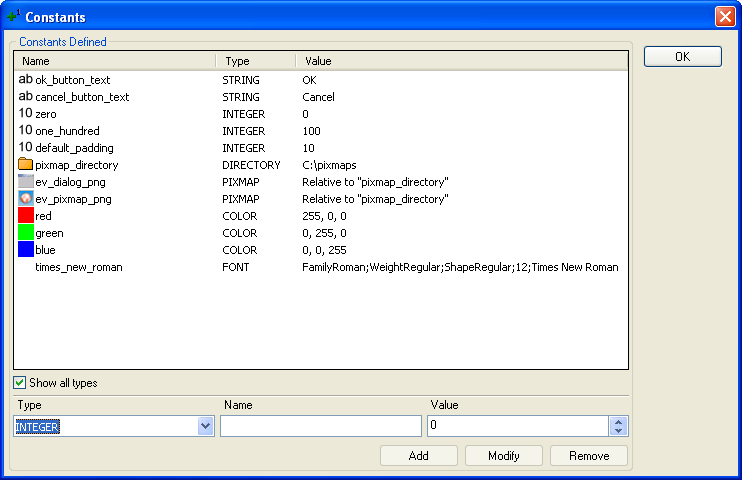 Constants
Constants Defined
OK
Name Type Value
ab ok_button_text STRING OK
ab cancel_button_text STRING Cancel
10 zero INTEGER 0
10 one_hundred INTEGER 100
10 default_padding INTEGER 10
pixmap_directory DIRECTORY C:\pixmaps
ev_dialog_png PIXMAP Relative to "pixmap_directory"
ev_pixmap_png PIXMAP Relative to "pixmap_directory"
red COLOR 255, 0, 0
green COLOR 0, 255, 0
blue COLOR 0, 0, 255
times_new_roman FONT FamilyRoman;WeightRegular;ShapeRegular;12;Times New Roman
Show all types
Type Name Value
INTEGER 0
Add Modify Remove